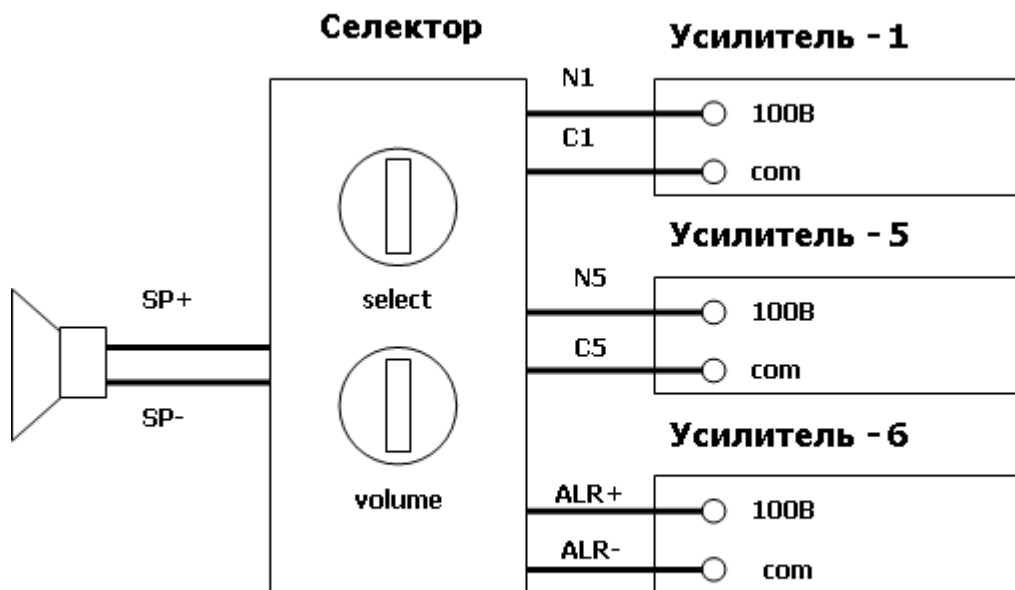 Селектор
Усилитель - 1
N1
100В
C1
com
Усилитель - 5
select
SP+
N5
100В
C5
com
SP-
Усилитель - 6
volume
ALR+
100В
ALR-
com